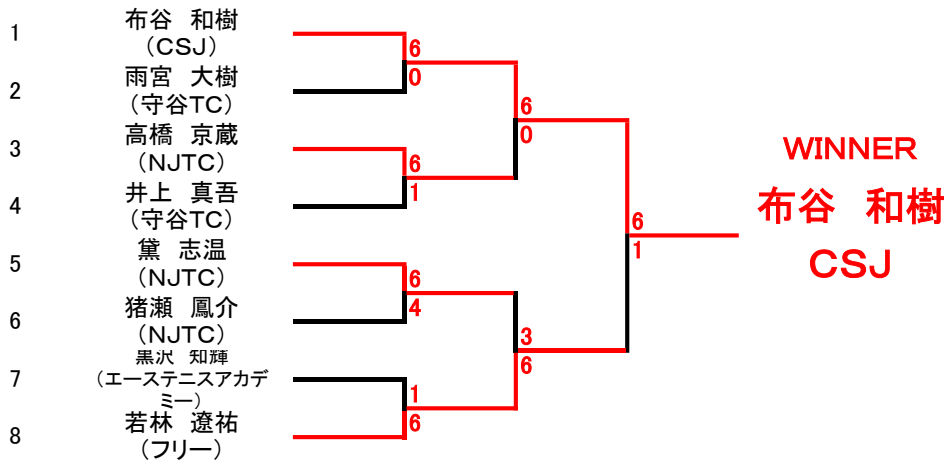 1
布谷 和樹
(CSJ)
6
0
2
雨宮 大樹
(守谷TC)
6
0
3
高橋 京蔵
(NJTC)
6
1
4
井上 真吾
(守谷TC)
WINNER
布谷 和樹
CSJ
6
1
5
黛 志温
(NJTC)
6
4
6
猪瀬 鳳介
(NJTC)
3
6
7
黒沢 知輝
(エーステニスアカデ
ミー)
1
6
8
若林 遼祐
(フリー)